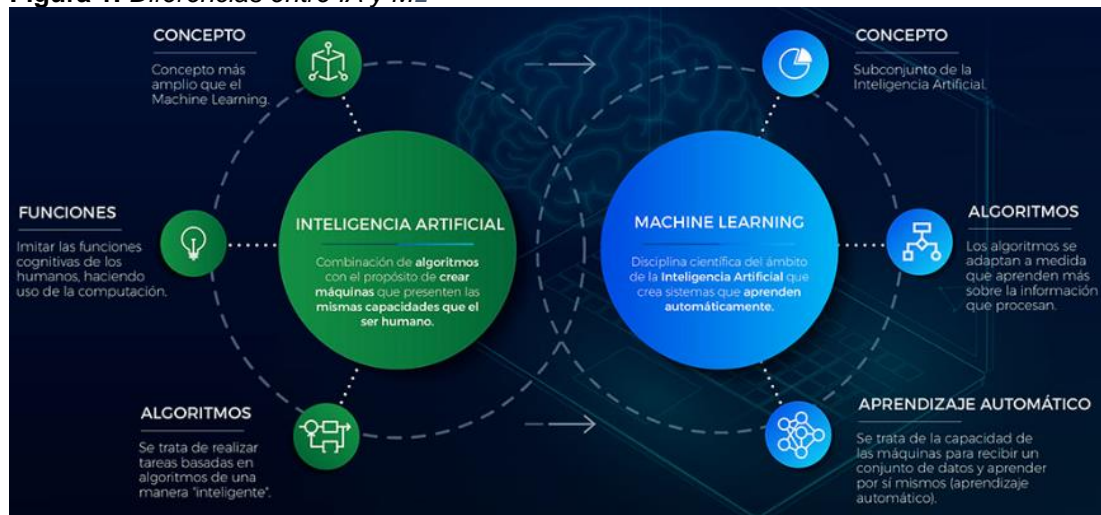 Figura 1. Diferencias entre IA y ML
CONCEPTO
Concepto más
amplio que el
Machine Learning.
FUNCIONES
Imitar las funciones
cognitivas de los
humanos, haciendo
uso de la computación.
ALGORITMOS
Se trata de realizar
tareas basadas en
algoritmos de una
manera "inteligente".
INTELIGENCIA ARTIFICIAL
Combinación de algoritmos
con el propósito de crear
máquinas que presenten las
mismas capacidades que el
ser humano.
MACHINE LEARNING
Disciplina científica del ámbito
de la Inteligencia Artificial que
crea sistemas que aprenden
automáticamente.
CONCEPTO
Subconjunto de la
Inteligencia Artificial.
ALGORITMOS
Los algoritmos se
adaptan a medida
que aprenden más
sobre la información
que procesan.
APRENDIZAJE AUTOMÁTICO
Se trata de la capacidad de
las máquinas para recibir un
conjunto de datos y aprender
por sí mismos (aprendizaje
automático).